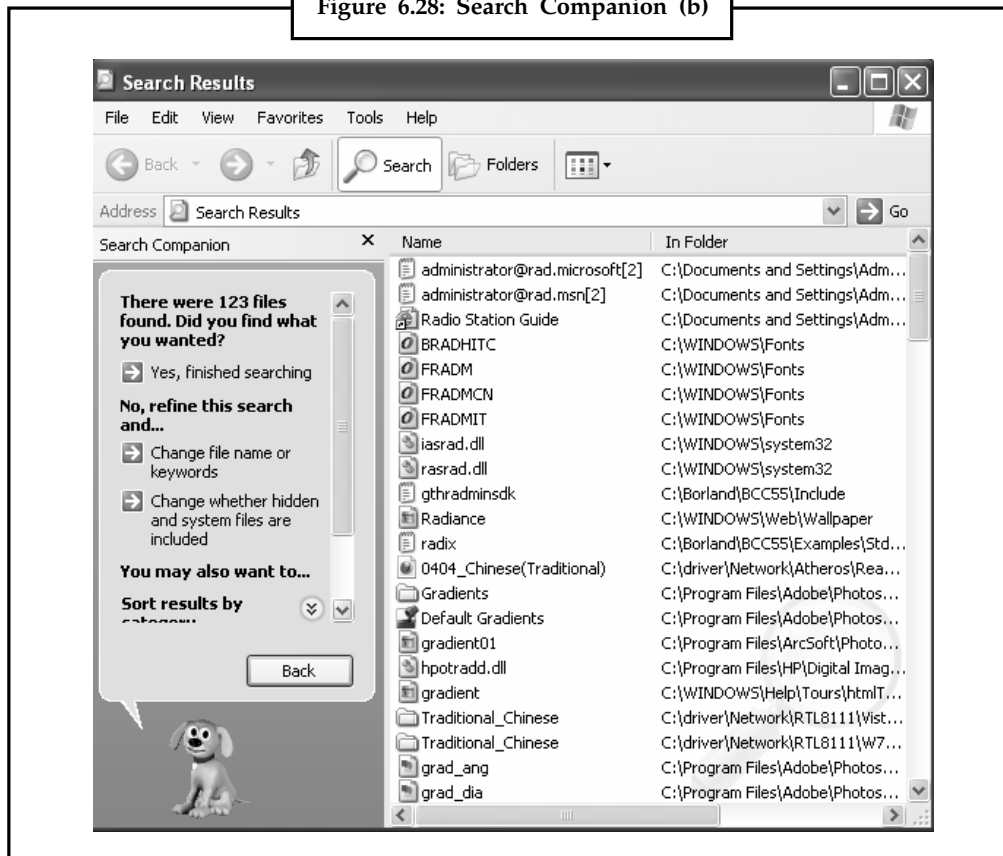 Figure 6.28: Search Companion (b)
Search Results
File Edit View Favorites Tools Help
Back Search Folders
Address Search Results Go
Search Companion
There were 123 files
found. Did you find what
you wanted?
Yes, finished searching
No, refine this search
and...
Change file name or
keywords
Change whether hidden
and system files are
included
You may also want to...
Sort results by
category
Back
Name In Folder
administrator@rad.microsoft[2] C:\Documents and Settings\Adm...
administrator@rad.msn[2] C:\Documents and Settings\Adm...
Radio Station Guide C:\Documents and Settings\Adm...
BRADHITC C:\WINDOWS\Fonts
FRADM C:\WINDOWS\Fonts
FRADMCN C:\WINDOWS\Fonts
FRADMIT C:\WINDOWS\Fonts
iasrad.dll C:\WINDOWS\system32
rasrad.dll C:\WINDOWS\system32
gthradminsdk C:\Borland\BCC55\Include
Radiance C:\WINDOWS\Web\Wallpaper
radix C:\Borland\BCC55\Examples\Std...
0404_Chinese(Traditional) C:\driver\Network\Atheros\Rea...
Gradients C:\Program Files\Adobe\Photos...
Default Gradients C:\Program Files\Adobe\Photos...
gradient01 C:\Program Files\ArcSoft\Photo...
hpotradd.dll C:\Program Files\HP\Digital Imag...
gradient C:\WINDOWS\Help\Tours\htmlT...
Traditional_Chinese C:\driver\Network\RTL8111\Vist...
Traditional_Chinese C:\driver\Network\RTL8111\W7...
grad_ang C:\Program Files\Adobe\Photos...
grad_dia C:\Program Files\Adobe\Photos...